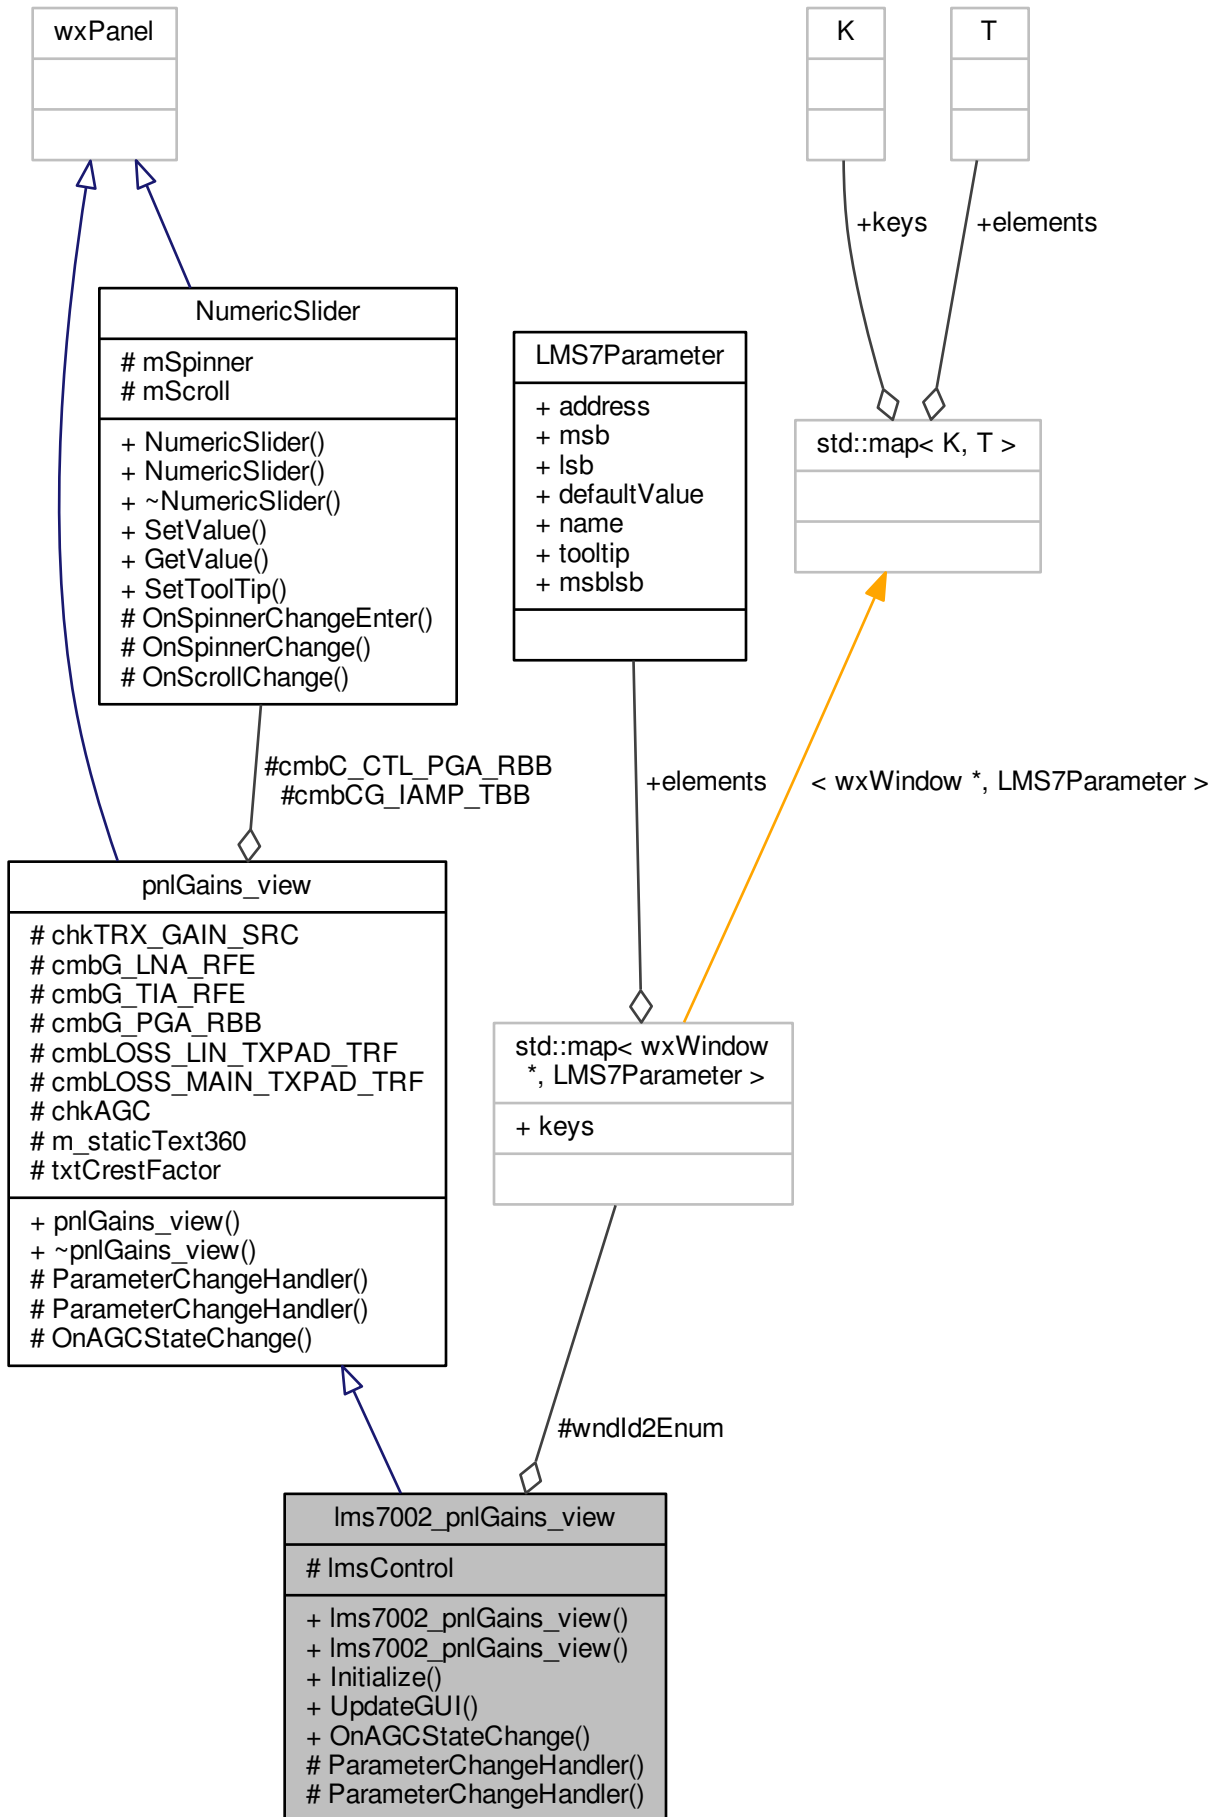 wxPanel
K
T
+keys
+elements
NumericSlider
# mSpinner
# mScroll
+ NumericSlider()
+ NumericSlider()
+ ~NumericSlider()
+ SetValue()
+ GetValue()
+ SetToolTip()
# OnSpinnerChangeEnter()
# OnSpinnerChange()
# OnScrollChange()
LMS7Parameter
+ address
+ msb
+ lsb
+ defaultValue
+ name
+ tooltip
+ msblsb
std::map< K, T >
#cmbC_CTL_PGA_RBB
#cmbCG_IAMP_TBB
+elements
< wxWindow *, LMS7Parameter >
pnlGains_view
# chkTRX_GAIN_SRC
# cmbG_LNA_RFE
# cmbG_TIA_RFE
# cmbG_PGA_RBB
# cmbLOSS_LIN_TXPAD_TRF
# cmbLOSS_MAIN_TXPAD_TRF
# chkAGC
# m_staticText360
# txtCrestFactor
+ pnlGains_view()
+ ~pnlGains_view()
# ParameterChangeHandler()
# ParameterChangeHandler()
# OnAGCStateChange()
std::map< wxWindow
*, LMS7Parameter >
+ keys
#wndId2Enum
lms7002_pnlGains_view
# lmsControl
+ lms7002_pnlGains_view()
+ lms7002_pnlGains_view()
+ Initialize()
+ UpdateGUI()
+ OnAGCStateChange()
# ParameterChangeHandler()
# ParameterChangeHandler()